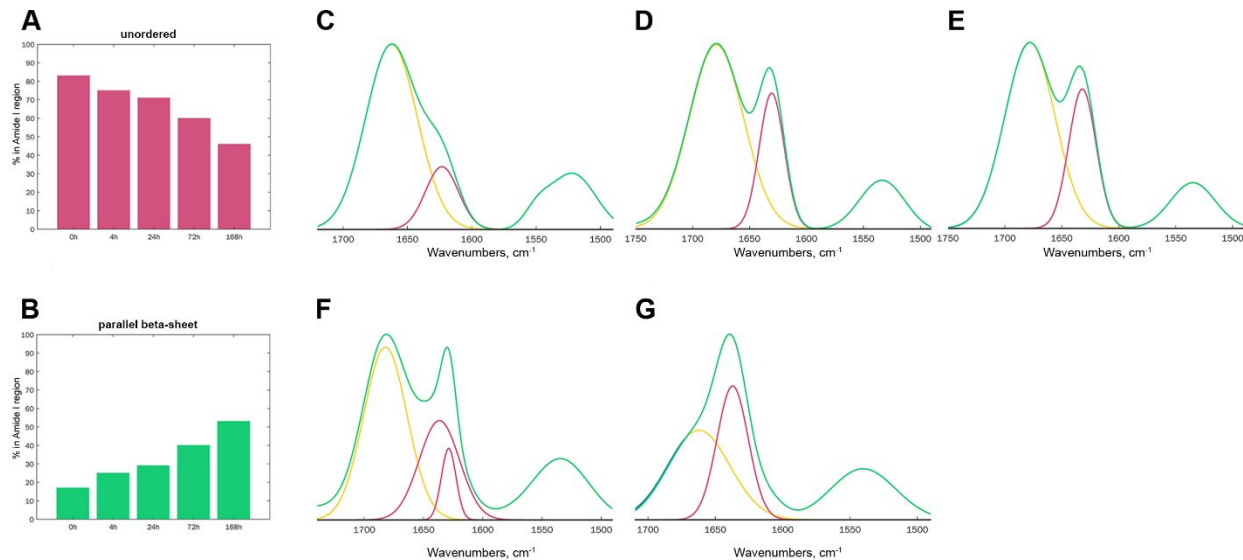 A
unordered
% in Amide I region
100
90
80
70
60
50
40
30
20
10
0
0h 4h 24h 72h 168h
C
1700 1650 1600 1550 1500
Wavenumbers, cm-1
D
1750 1700 1650 1600 1550 1500
Wavenumbers, cm-1
E
1750 1700 1650 1600 1550 1500
Wavenumbers, cm-1
B
parallel beta-sheet
% in Amide I region
100
90
80
70
60
50
40
30
20
10
0
0h 4h 24h 72h 168h
F
1700 1650 1600 1550 1500
Wavenumbers, cm-1
G
1700 1650 1600 1550 1500
Wavenumbers, cm-1